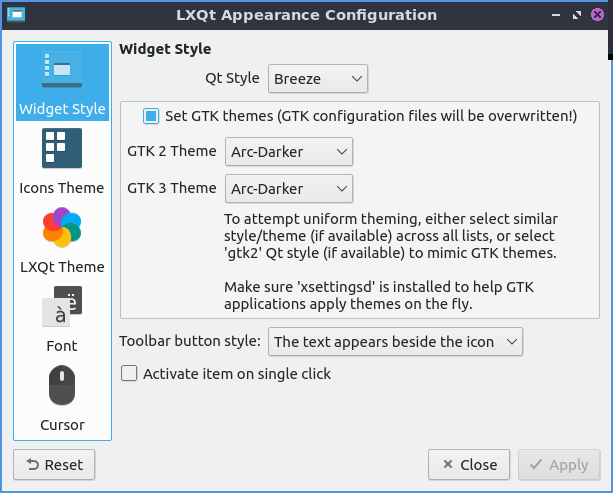 LXQt Appearance Configuration
Widget Style
Icons Theme
LXQt Theme
Font
Cursor
Widget Style
Qt Style Breeze
Set GTK themes (GTK configuration files will be overwritten!)
GTK 2 Theme Arc-Darker
GTK 3 Theme Arc-Darker
To attempt uniform theming, either select similar
style/theme (if available) across all lists, or select
'gtk2' Qt style (if available) to mimic GTK themes.
Make sure 'xsettingsd' is installed to help GTK
applications apply themes on the fly.
Toolbar button style: The text appears beside the icon
Activate item on single click
Reset Close Apply